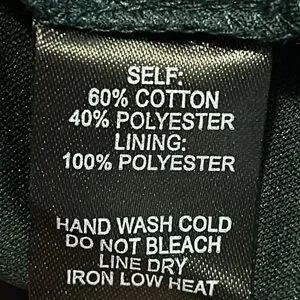 SELF:
60% COTTON
40% POLYESTER
LINING:
100% POLYESTER
HAND WASH COLD
DO NOT BLEACH
LINE DRY
IRON LOW HEAT